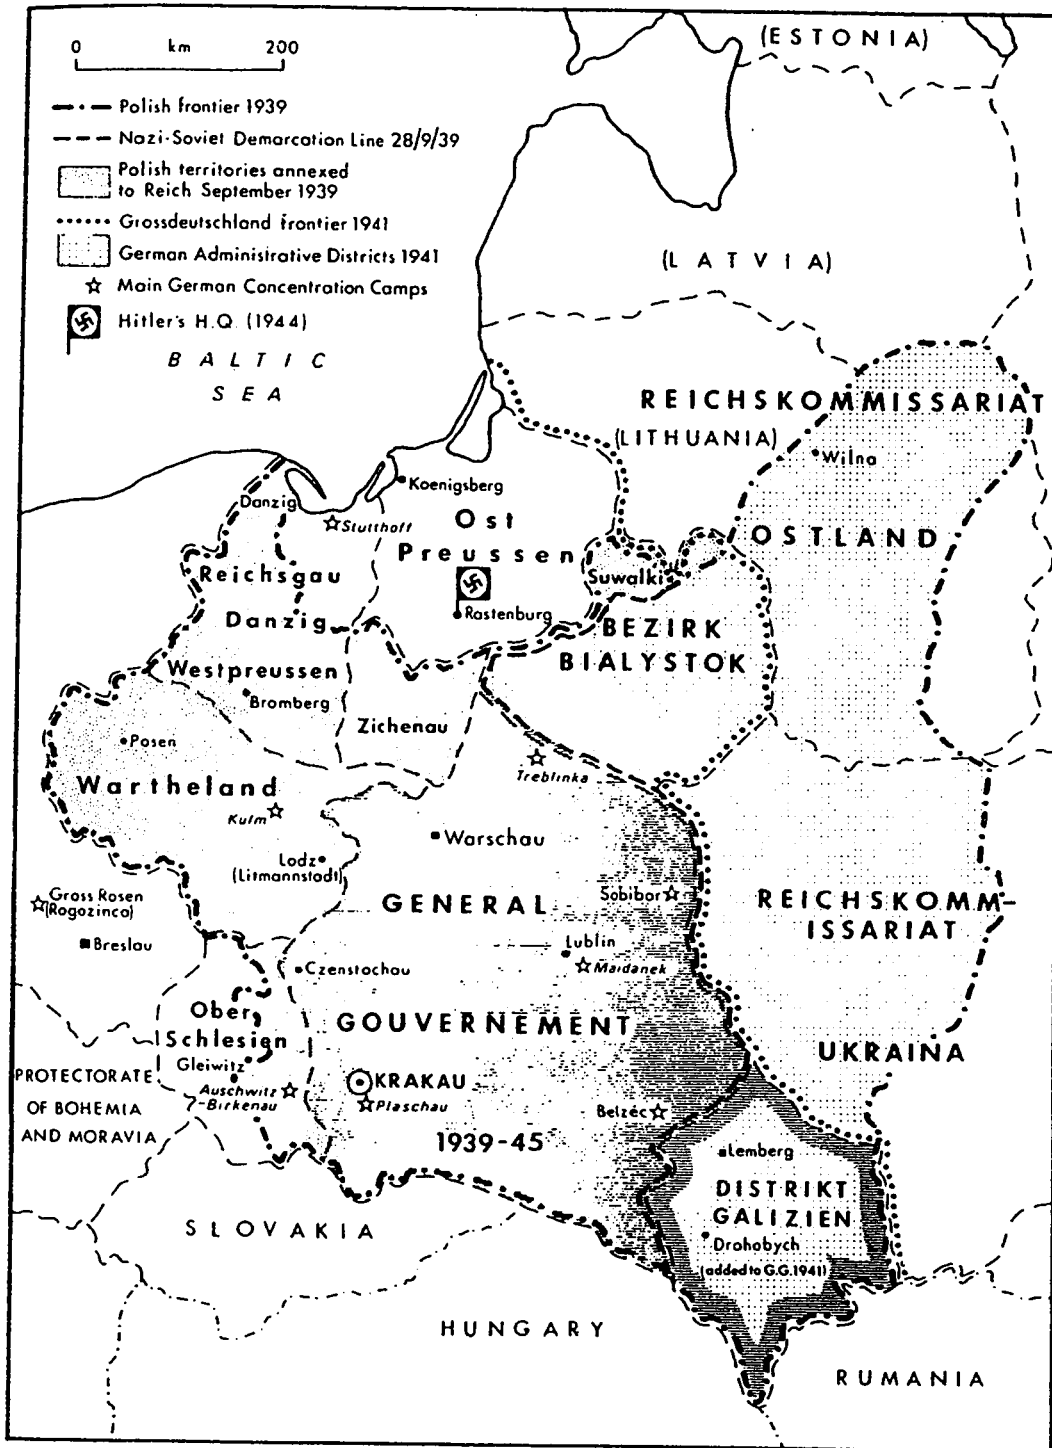 0 km 200
Polish frontier 1939
Nazi-Soviet Demarcation Line 28/9/39
Polish territories annexed
to Reich September 1939
Grossdeutschland frontier 1941
German Administrative Districts 1941
Main German Concentration Camps
Hitler's H.Q. (1944)
BALTIC
SEA
(ESTONIA)
(LATVIA)
REICHSKOMMISSARIAT
(LITHUANIA)
Wilna
OSTLAND
Koenigsberg
Danzig
Stutthoff
Ost
Preussen
Suwalki
Rastenburg
Reichsgau
Danzig
Westpreussen
Bromberg
BEZIRK
BIALYSTOK
Zichenau
Posen
Treblinka
Wartheland
Kulm
Warschau
Lodz
(Litmannstadt)
GENERAL
Sobibor
REICHSKOMM-
ISSARIAT
Gross Rosen
(Rogozinca)
Breslau
Lublin
Maidanek
Czenstochau
Ober
Schlesien
GOUVERNEMENT
UKRAINA
Gleiwitz
Auschwitz
-Birkenau
KRAKAU
Plaschau
Belzéc
PROTECTORATE
OF BOHEMIA
AND MORAVIA
1939-45
Lemberg
DISTRIKT
GALIZIEN
Drohobych
(added to G.G. 1941)
SLOVAKIA
HUNGARY
RUMANIA